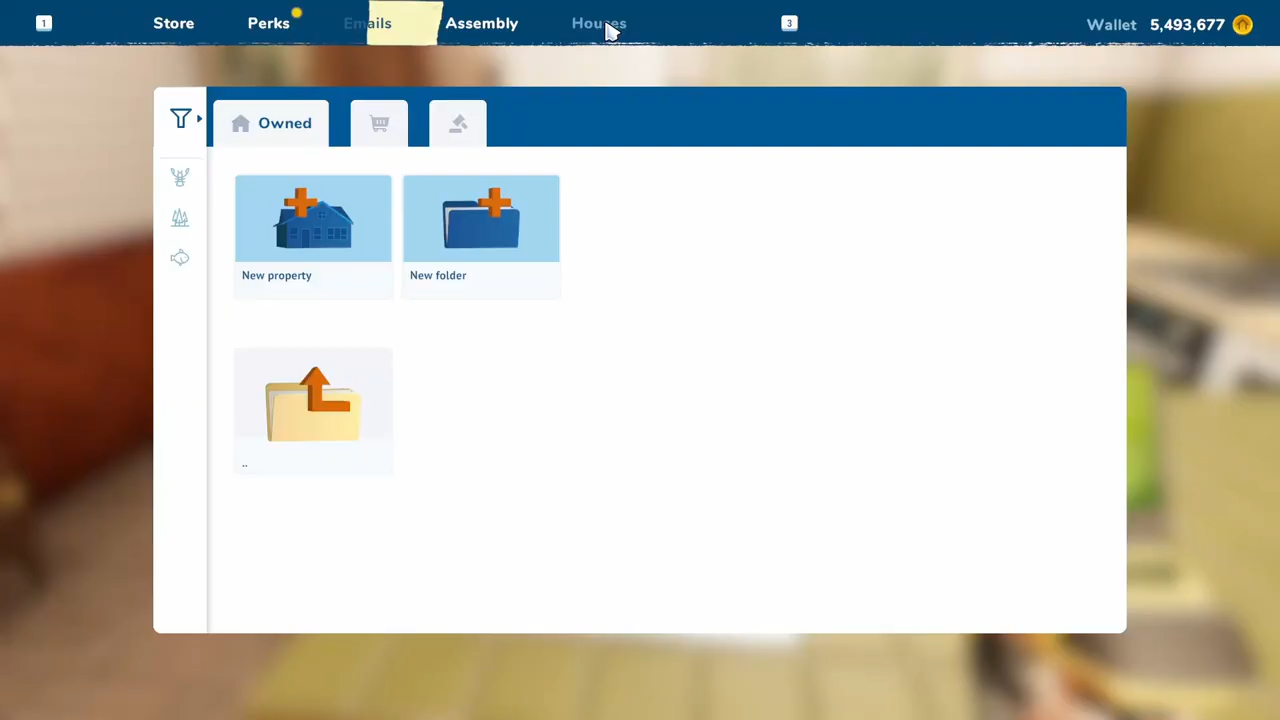 1 Store Perks Emails Assembly Houses 3 Wallet 5,493,677
Owned
New property New folder
..